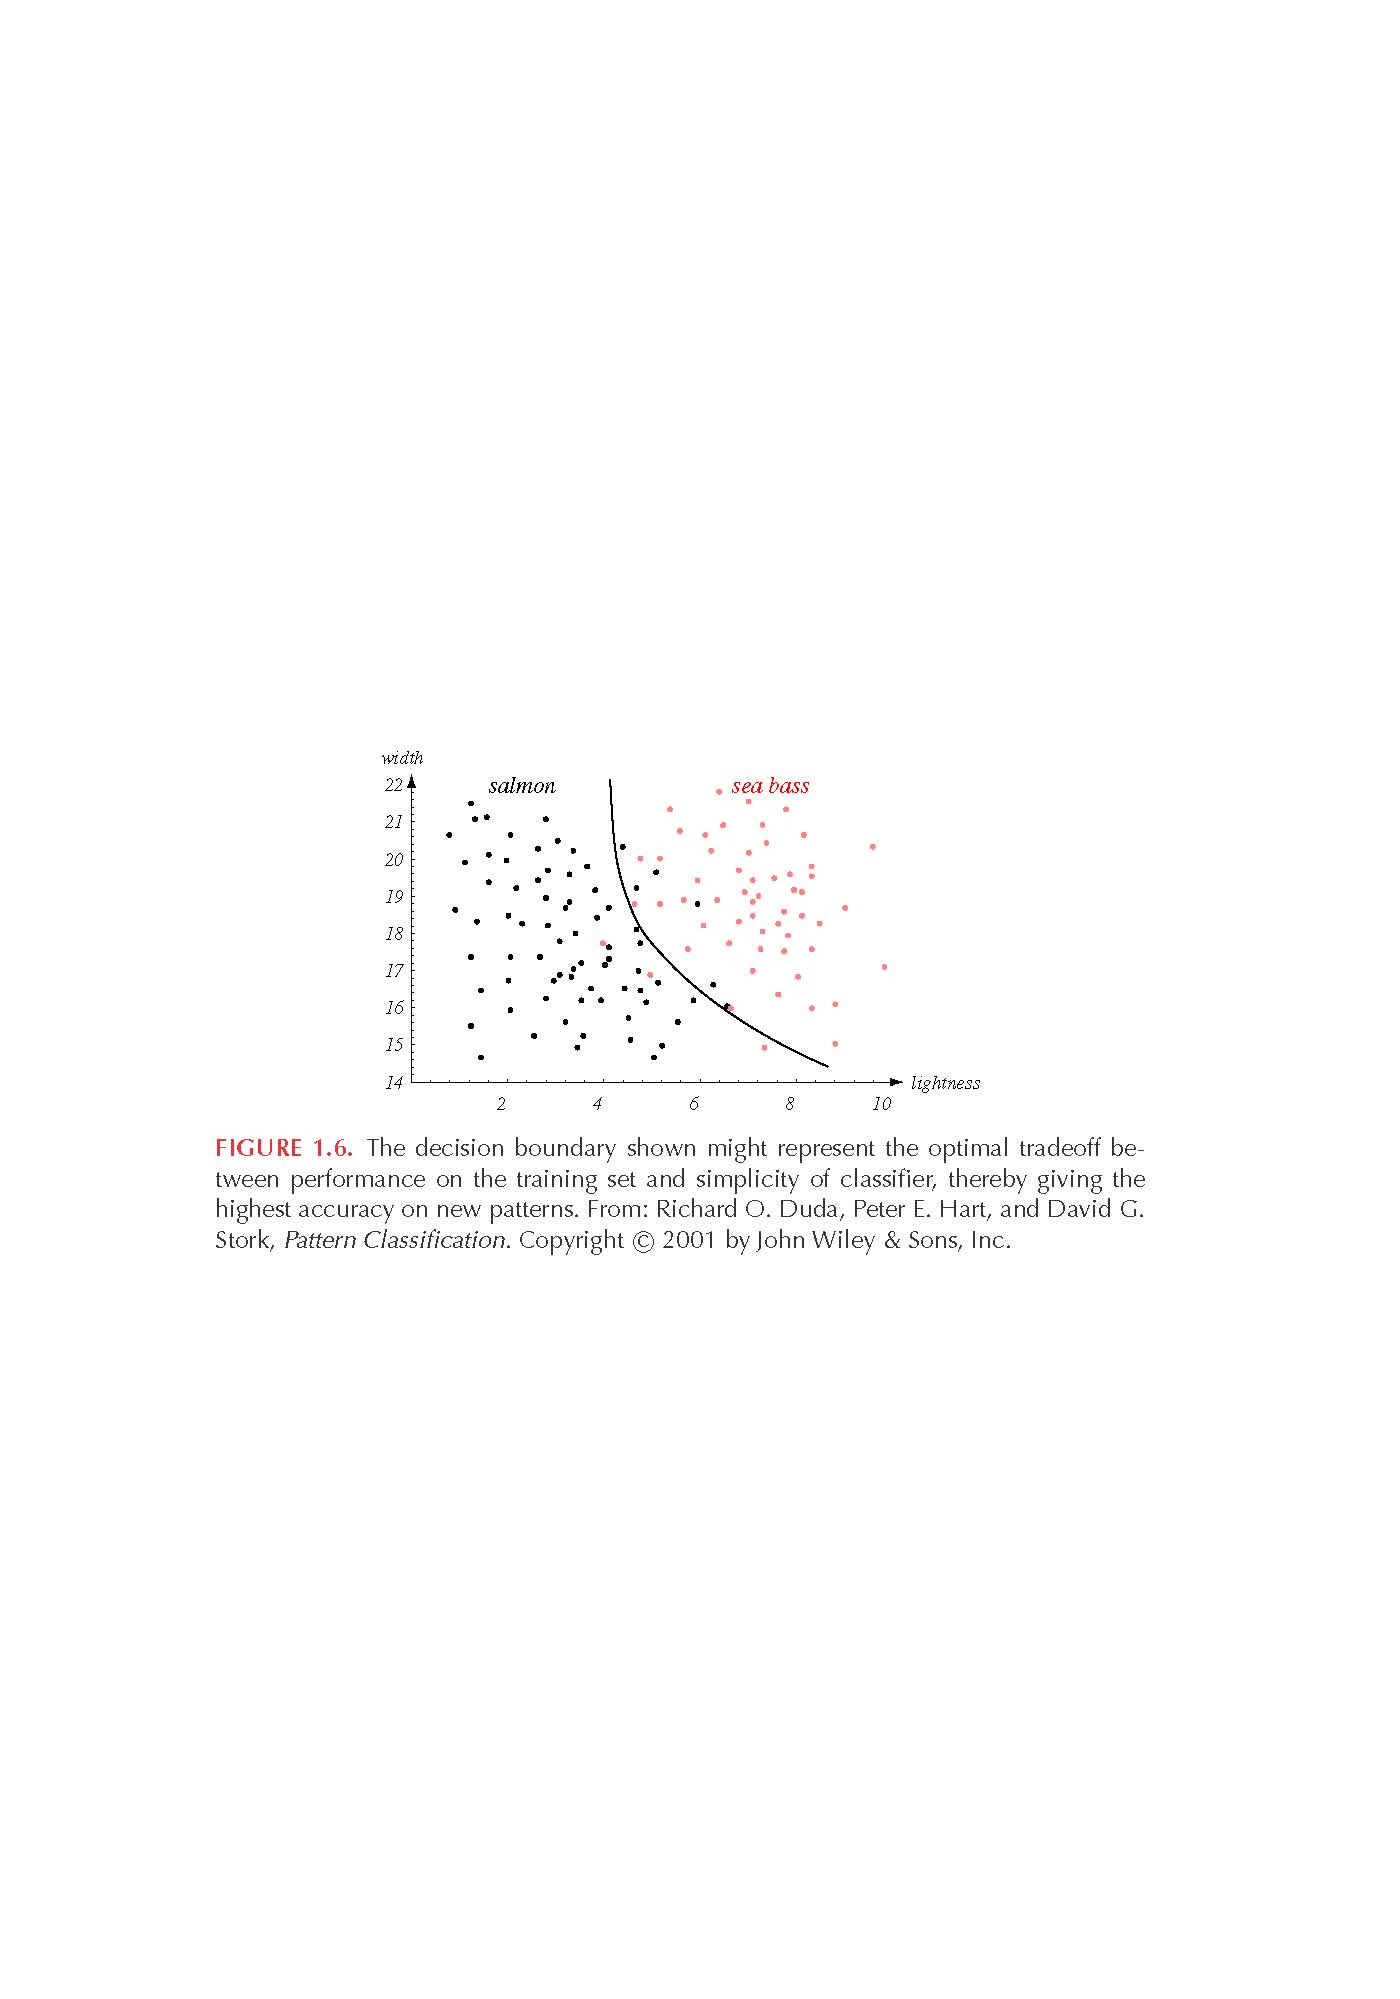 width
22
salmon
sea bass
21
20
19
18
17
16
15
14
lightness
2 4 6 8 10
FIGURE 1.6. The decision boundary shown might represent the optimal tradeoff be-
tween performance on the training set and simplicity of classifier, thereby giving the
highest accuracy on new patterns. From: Richard O. Duda, Peter E. Hart, and David G.
Stork, Pattern Classification. Copyright © 2001 by John Wiley & Sons, Inc.